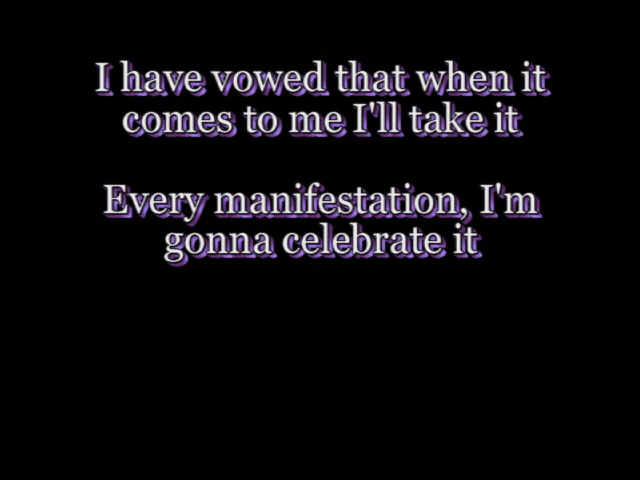 I have vowed that when it
comes to me I'll take it
Every manifestation, I'm
gonna celebrate it